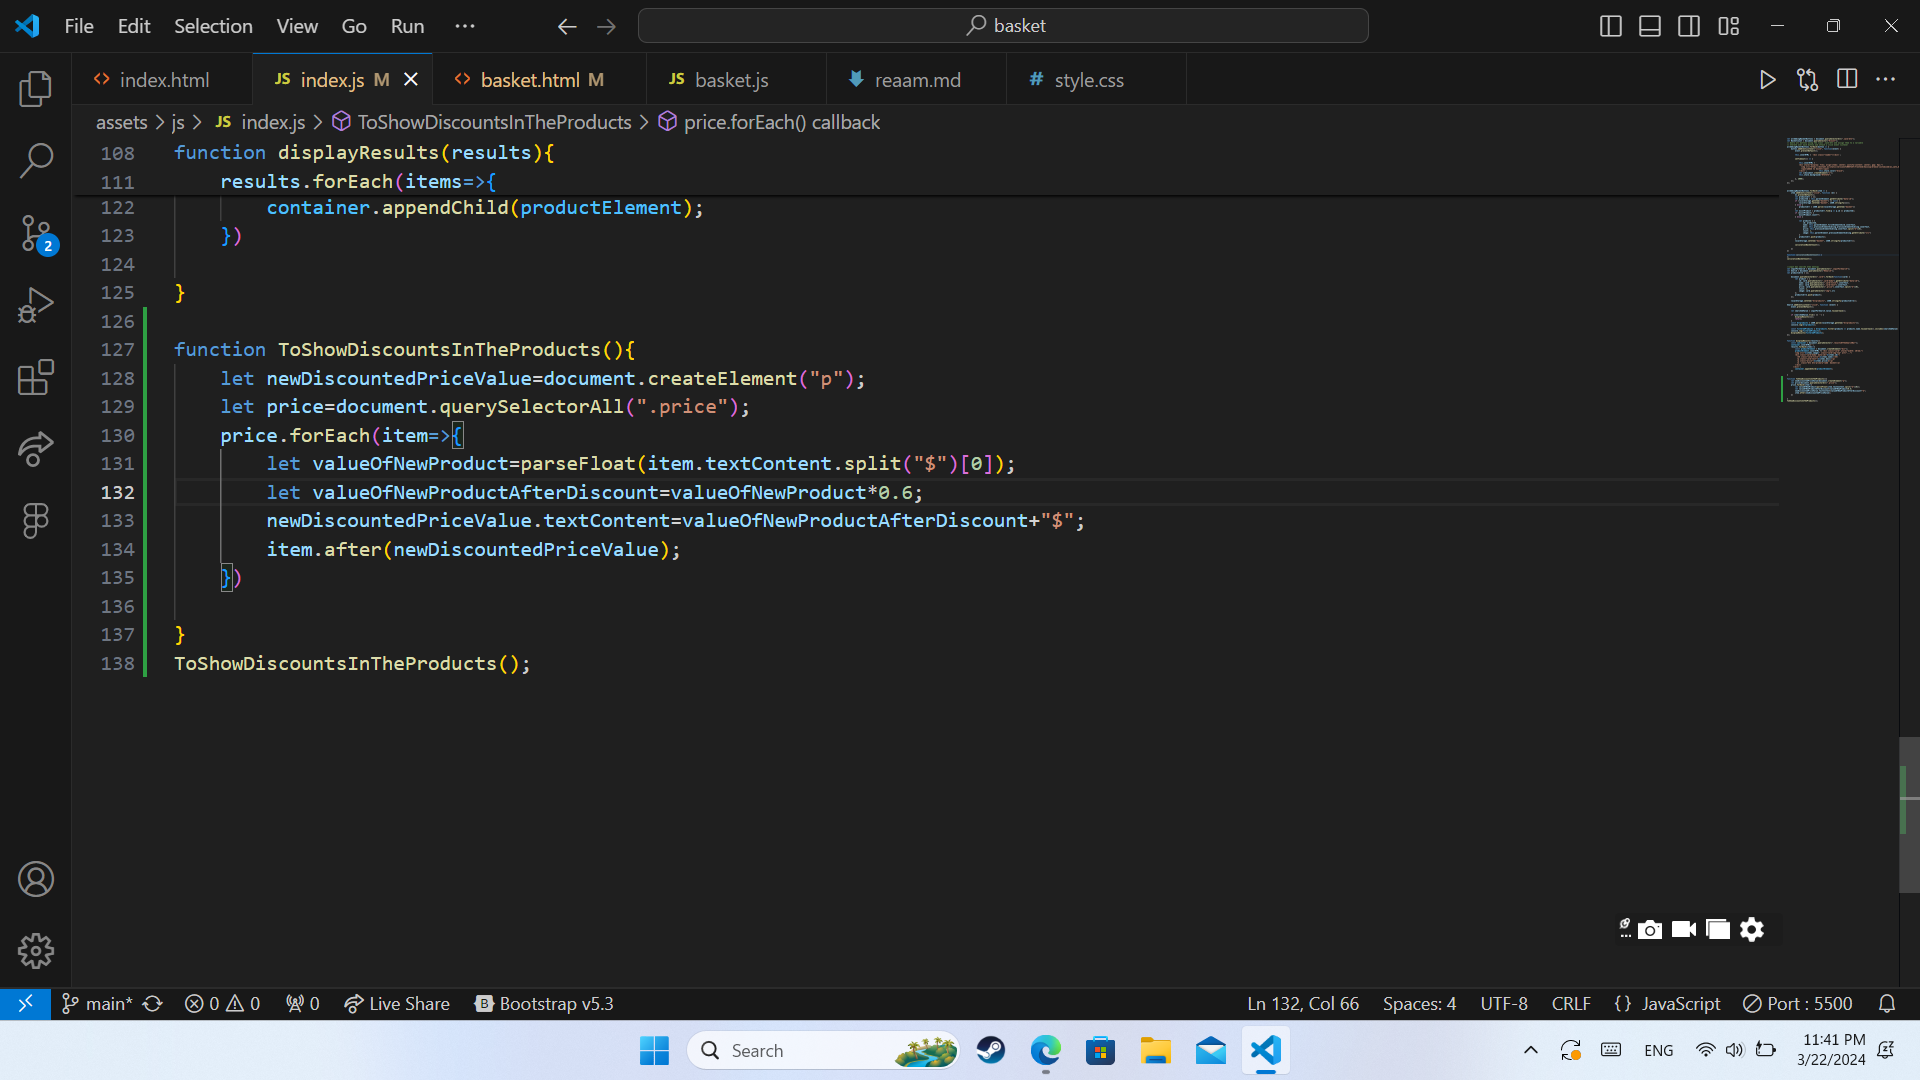 File Edit Selection View Go Run ··· basket
index.html JS index.js M basket.html M JS basket.js reaam.md # style.css
assets > js > JS index.js > ToShowDiscountsInTheProducts > price.forEach() callback
108 function displayResults(results){
111 results.forEach(items=>{
122 container.appendChild(productElement);
123 })
124
125 }
126
127 function ToShowDiscountsInTheProducts(){
128 let newDiscountedPriceValue=document.createElement("p");
129 let price=document.querySelectorAll(".price");
130 price.forEach(item=>{
131 let valueOfNewProduct=parseFloat(item.textContent.split("$")[0]);
132 let valueOfNewProductAfterDiscount=valueOfNewProduct*0.6;
133 newDiscountedPriceValue.textContent=valueOfNewProductAfterDiscount+"$";
134 item.after(newDiscountedPriceValue);
135 })
136
137 }
138 ToShowDiscountsInTheProducts();
2
main* 0 0 0 Live Share B Bootstrap v5.3 Ln 132, Col 66 Spaces: 4 UTF-8 CRLF {} JavaScript Port : 5500
Search ENG 11:41 PM
3/22/2024